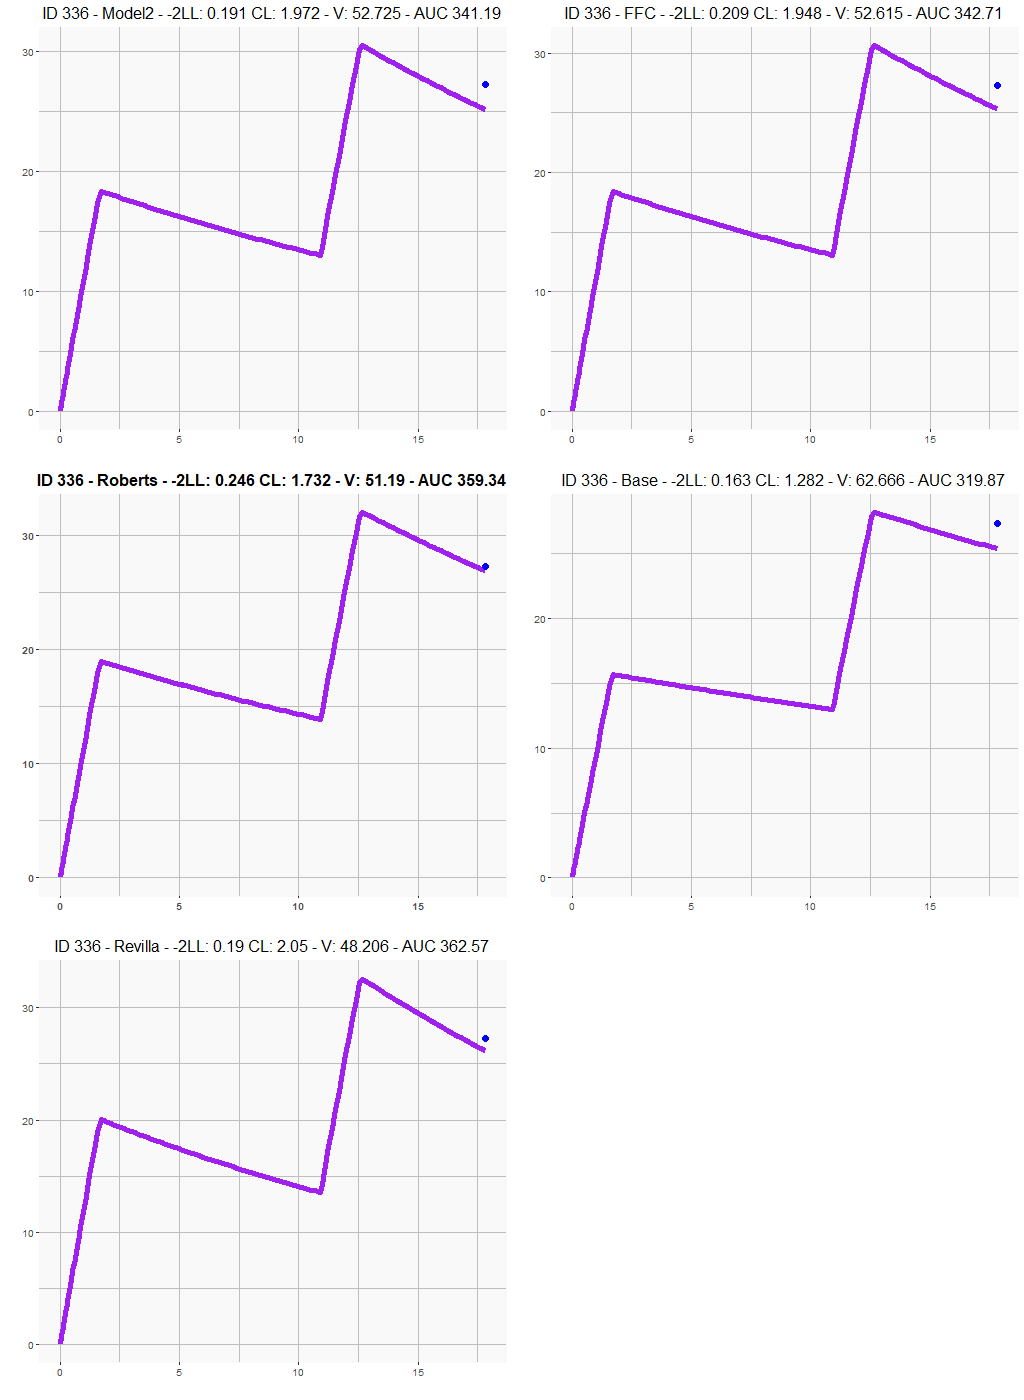 ID 336 - Model2 - -2LL: 0.191 CL: 1.972 - V: 52.725 - AUC 341.19
30
20
10
0
0 5 10 15
ID 336 - FFC - -2LL: 0.209 CL: 1.948 - V: 52.615 - AUC 342.71
30
20
10
0
0 5 10 15
ID 336 - Roberts - -2LL: 0.246 CL: 1.732 - V: 51.19 - AUC 359.34
30
20
10
0
0 5 10 15
ID 336 - Base - -2LL: 0.163 CL: 1.282 - V: 62.666 - AUC 319.87
20
10
0
0 5 10 15
ID 336 - Revilla - -2LL: 0.19 CL: 2.05 - V: 48.206 - AUC 362.57
30
20
10
0
0 5 10 15